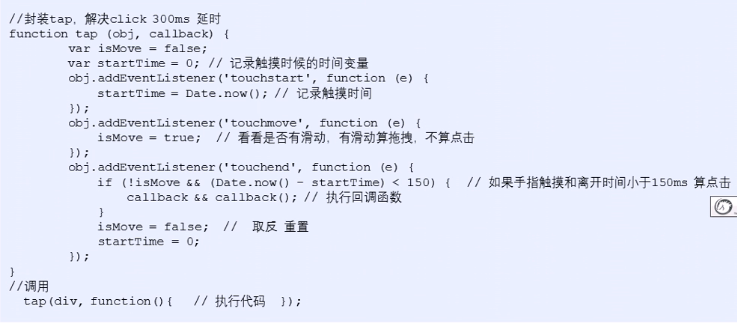 //封装tap，解决click 300ms 延时
function tap (obj, callback) {
        var isMove = false;
        var startTime = 0; // 记录触摸时候的时间变量
        obj.addEventListener('touchstart', function (e) {
            startTime = Date.now(); // 记录触摸时间
        });
        obj.addEventListener('touchmove', function (e) {
            isMove = true;  // 看看是否有滑动，有滑动算拖拽，不算点击
        });
        obj.addEventListener('touchend', function (e) {
            if (!isMove && (Date.now() - startTime) < 150) {  // 如果手指触摸和离开时间小于150ms 算点击
                callback && callback(); // 执行回调函数
            }
            isMove = false;  //  取反 重置
            startTime = 0;
        });
}
//调用
  tap(div, function(){   // 执行代码  });